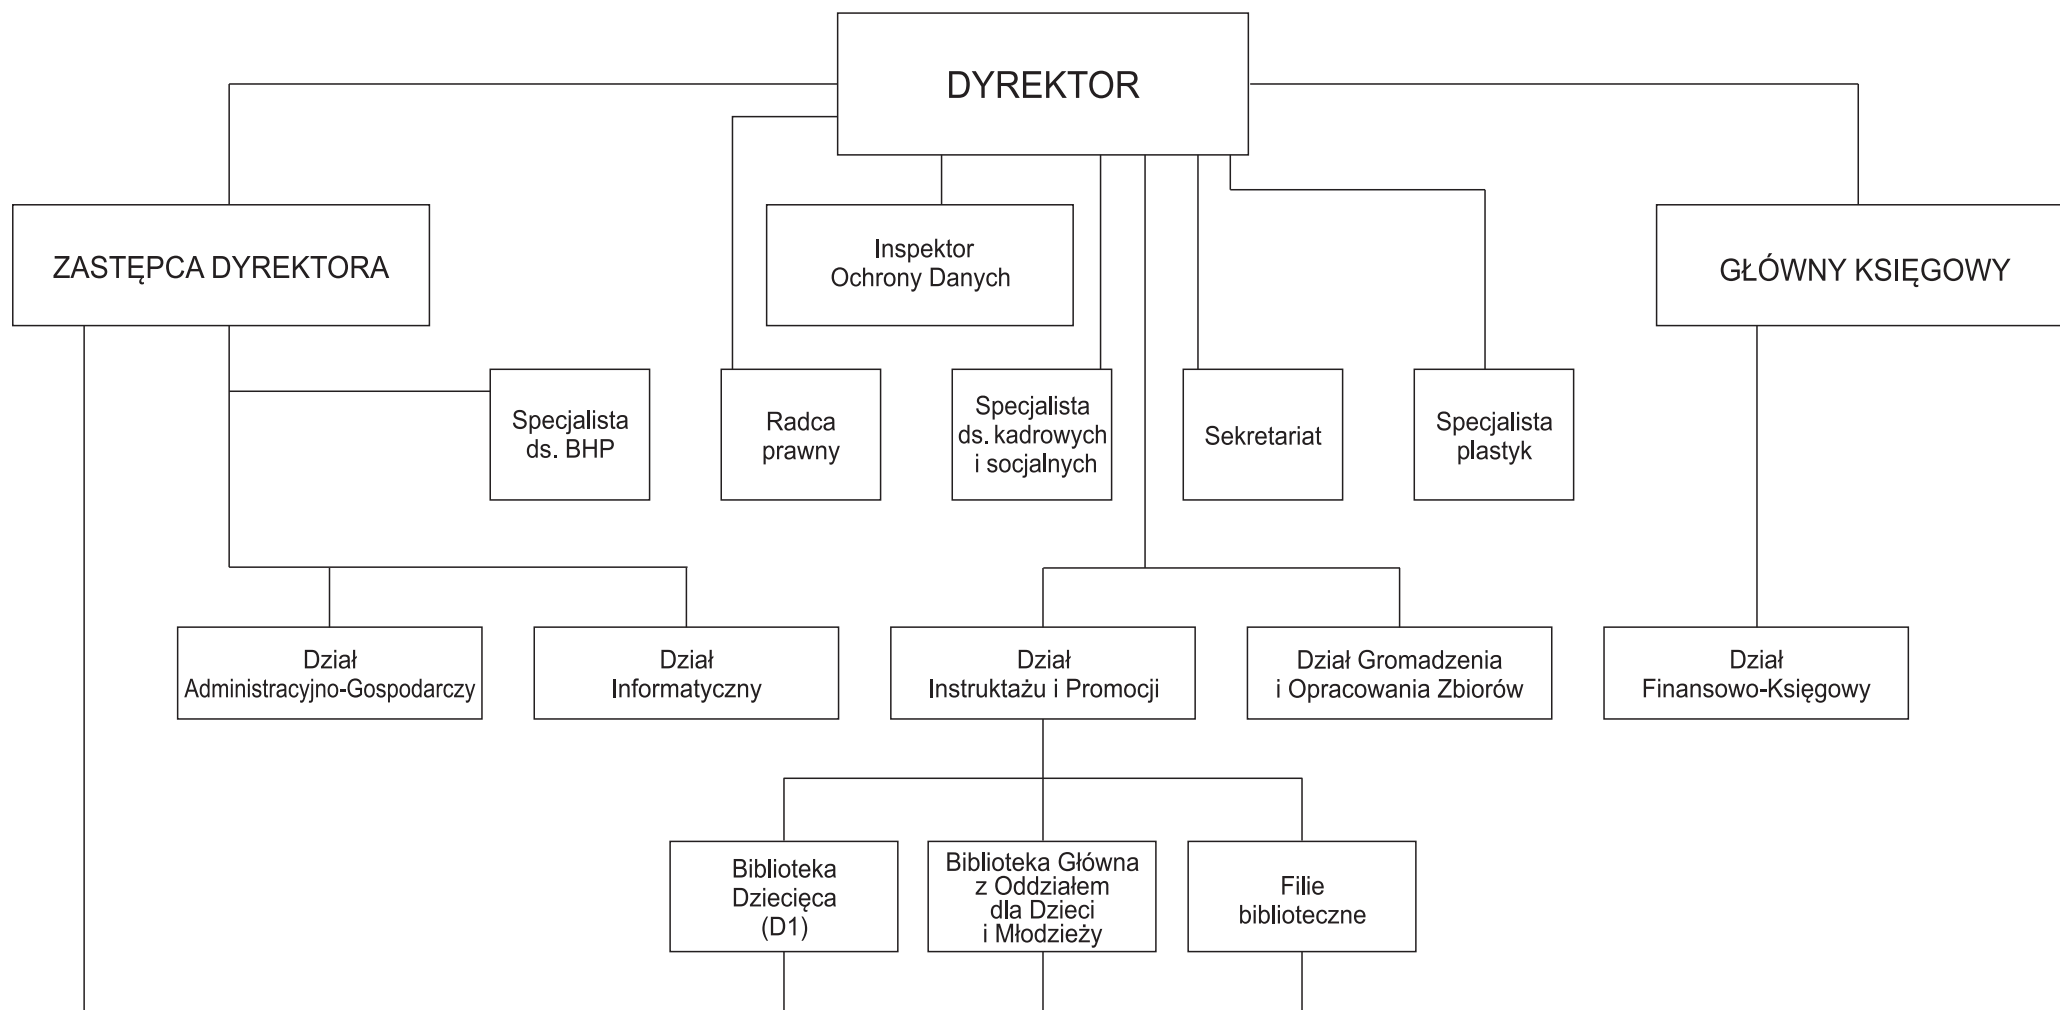 DYREKTOR
ZASTĘPCA DYREKTORA
Inspektor
Ochrony Danych
GŁÓWNY KSIĘGOWY
Specjalista
ds. BHP
Radca
prawny
Specjalista
ds. kadrowych
i socjalnych
Sekretariat
Specjalista
plastyk
Dział
Administracyjno-Gospodarczy
Dział
Informatyczny
Dział
Instruktażu i Promocji
Dział Gromadzenia
i Opracowania Zbiorów
Dział
Finansowo-Księgowy
Biblioteka
Dziecięca
(D1)
Biblioteka Główna
z Oddziałem
dla Dzieci
i Młodzieży
Filie
biblioteczne